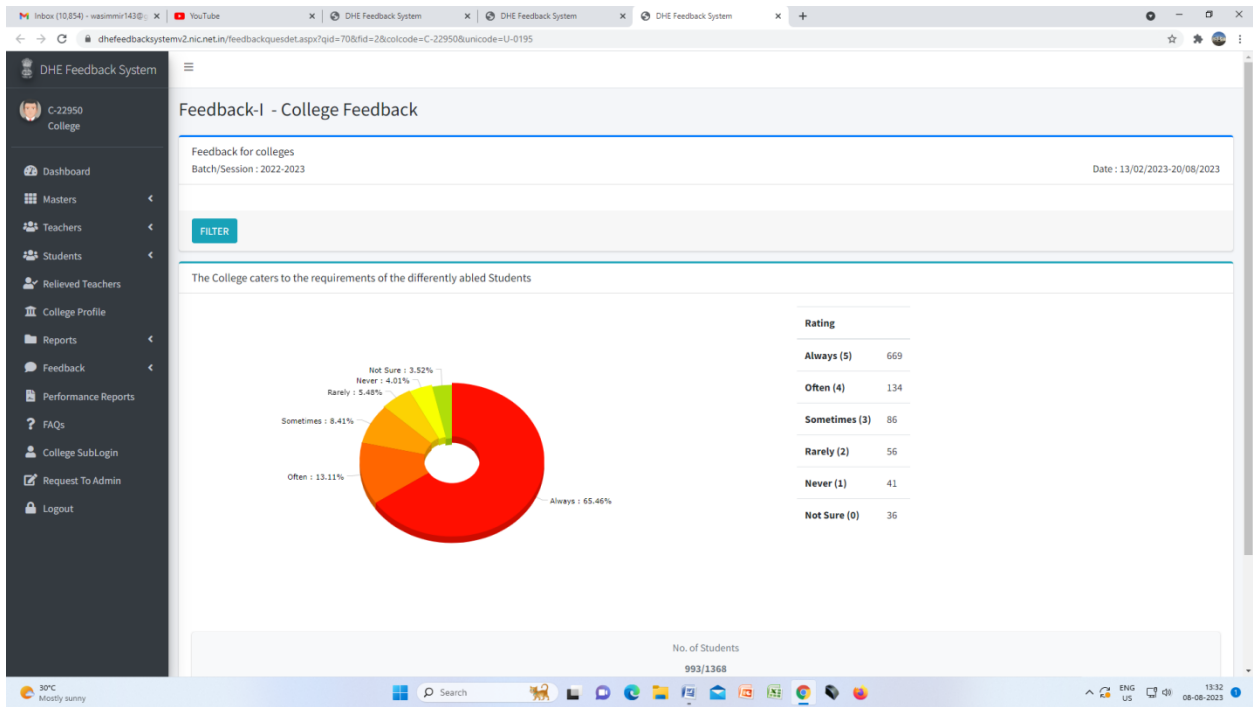 Inbox (10,854) - wasimmir143@g
YouTube
DHE Feedback System
DHE Feedback System
DHE Feedback System
dhefeedbacksystemv2.nic.net.in/feedbackquesdet.aspx?qid=70&fid=2&colcode=C-22950&unicode=U-0195
DHE Feedback System
C-22950
College
Dashboard
Masters
Teachers
Students
Relieved Teachers
College Profile
Reports
Feedback
Performance Reports
FAQs
College SubLogin
Request To Admin
Logout
Feedback-I - College Feedback
Feedback for colleges
Batch/Session : 2022-2023
Date : 13/02/2023-20/08/2023
FILTER
The College caters to the requirements of the differently abled Students
Not Sure : 3.52%
Never : 4.01%
Rarely : 5.48%
Sometimes : 8.41%
Often : 13.11%
Always : 65.46%
Rating
Always (5) 669
Often (4) 134
Sometimes (3) 86
Rarely (2) 56
Never (1) 41
Not Sure (0) 36
No. of Students
993/1368
30°C
Mostly sunny
Search
ENG
US
13:32
08-08-2023
1